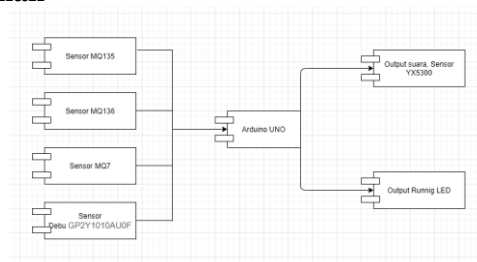 Sensor MQ135
Sensor MQ136
Sensor MQ7
Sensor
Debu GP2Y1010AU0F
Arduino UNO
Output suara, Sensor
YX5300
Output Runnig LED